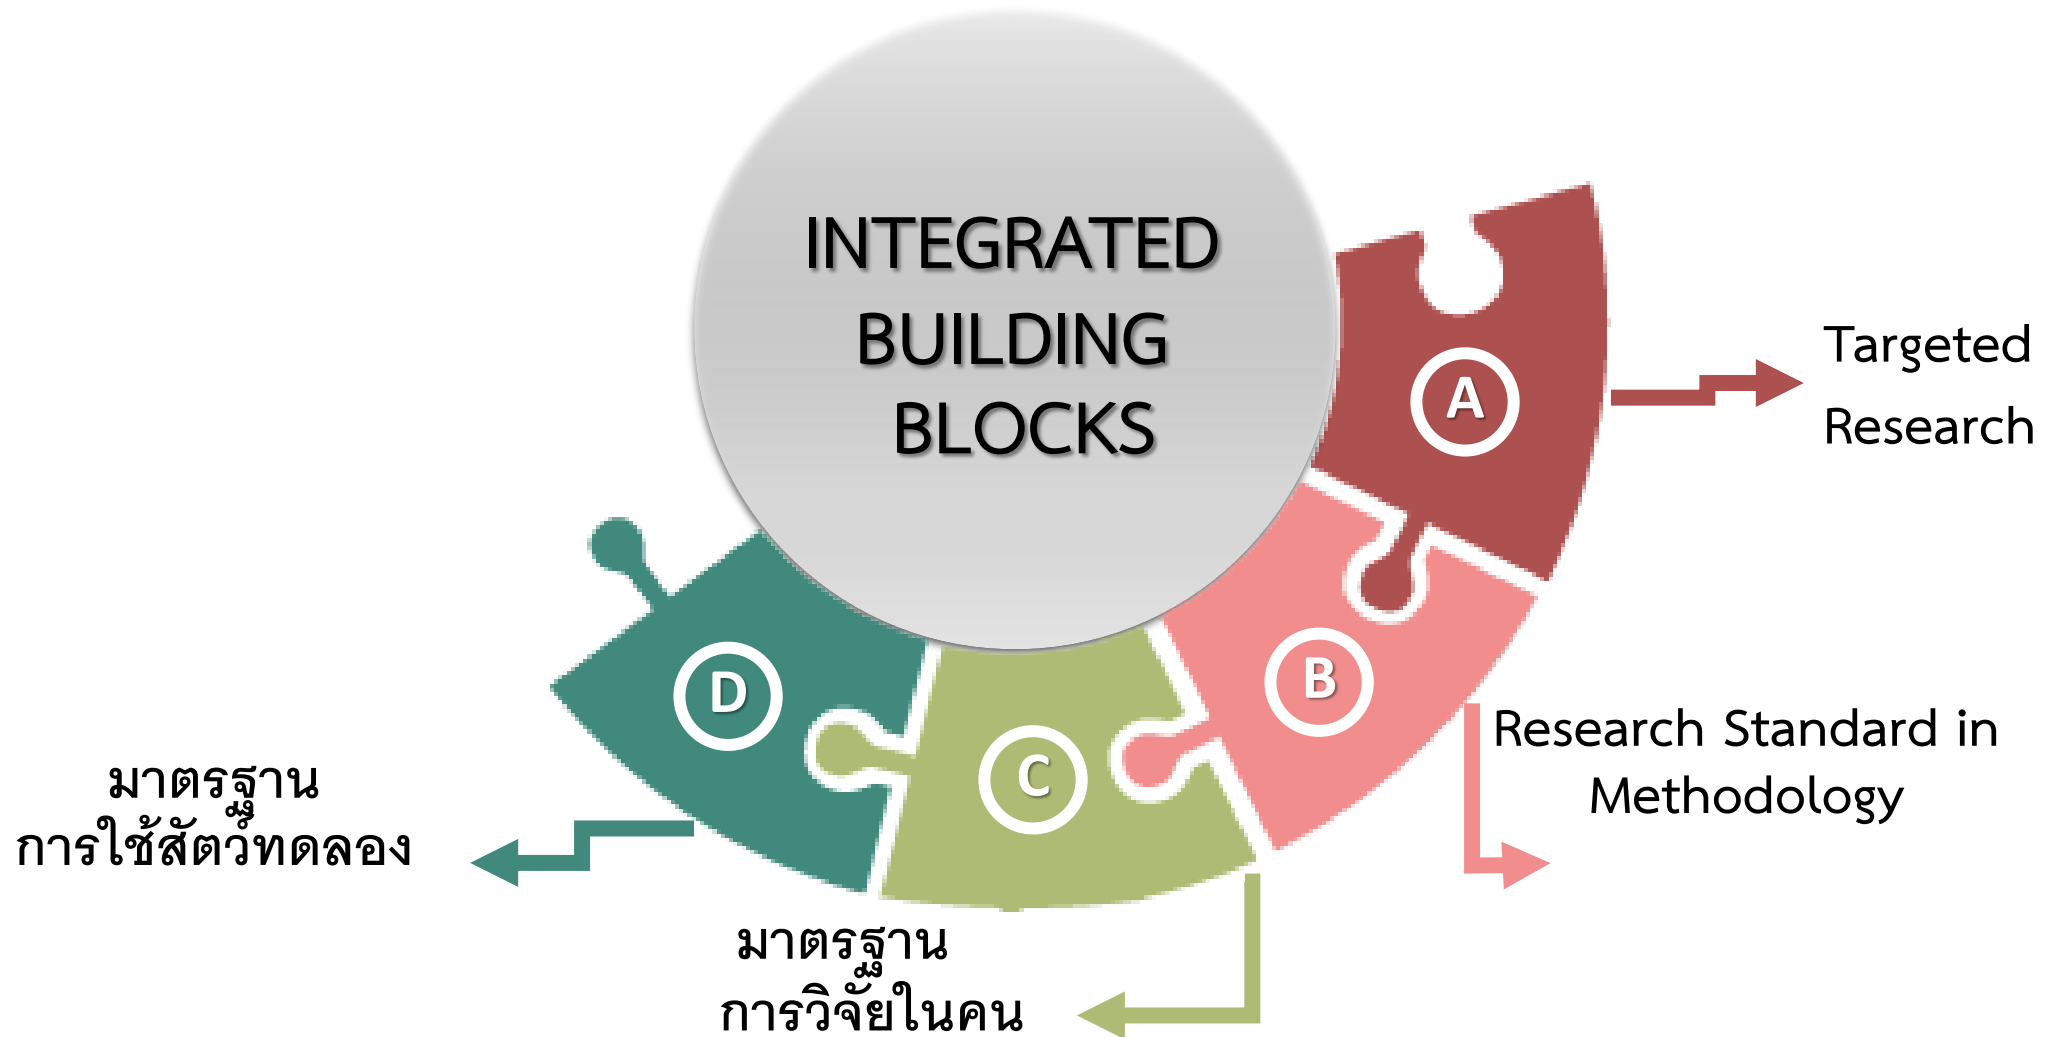 INTEGRATED
BUILDING
BLOCKS
A
Targeted
Research
B
Research Standard in
Methodology
C
มาตรฐาน
การวิจัยในคน
D
มาตรฐาน
การใช้สัตว์ทดลอง